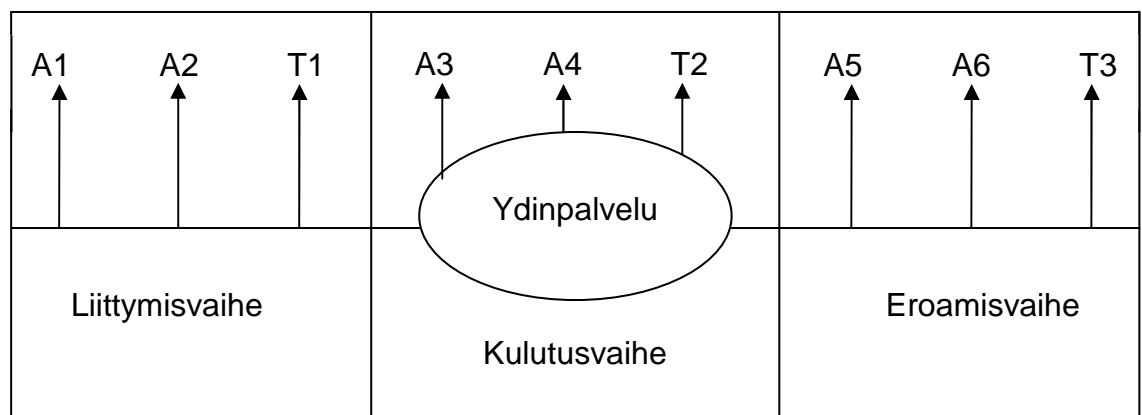 A1 A2 T1 A3 A4 T2 A5 A6 T3
Ydinpalvelu
Liittymisvaihe
Kulutusvaihe
Eroamisvaihe